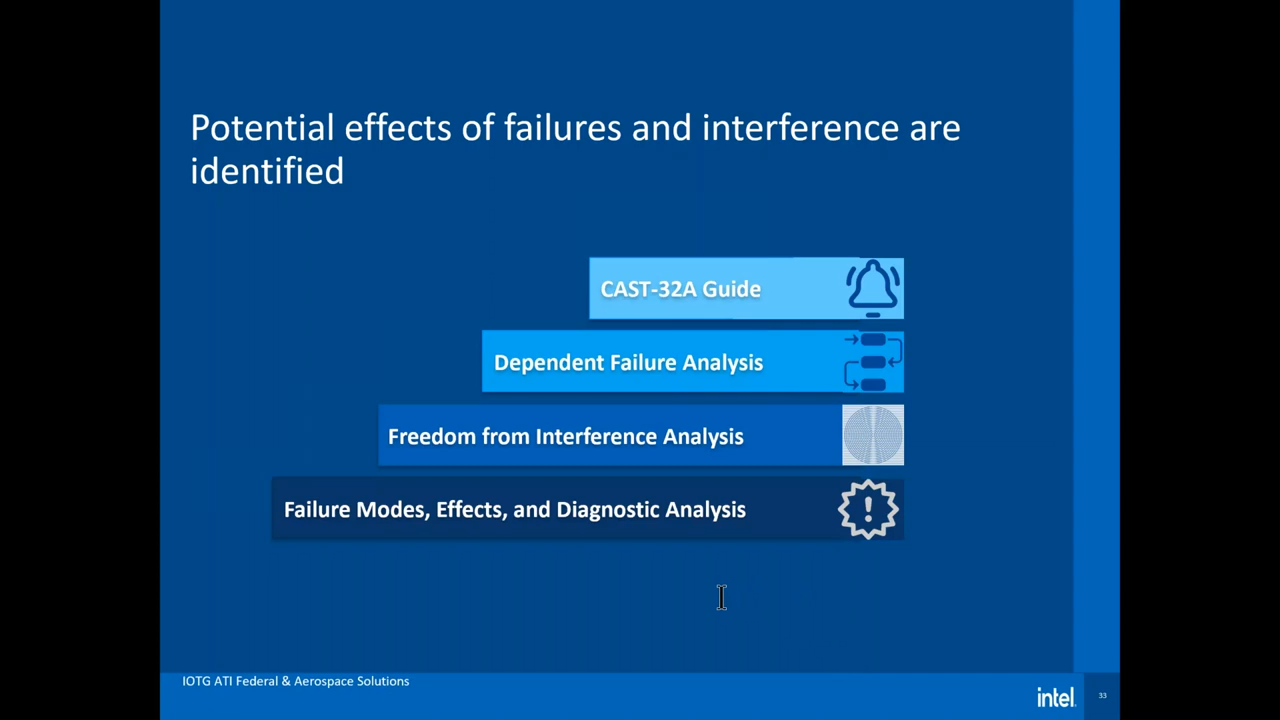 Potential effects of failures and interference are
identified
CAST-32A Guide
Dependent Failure Analysis
Freedom from Interference Analysis
Failure Modes, Effects, and Diagnostic Analysis
IOTG ATI Federal & Aerospace Solutions
intel.
33